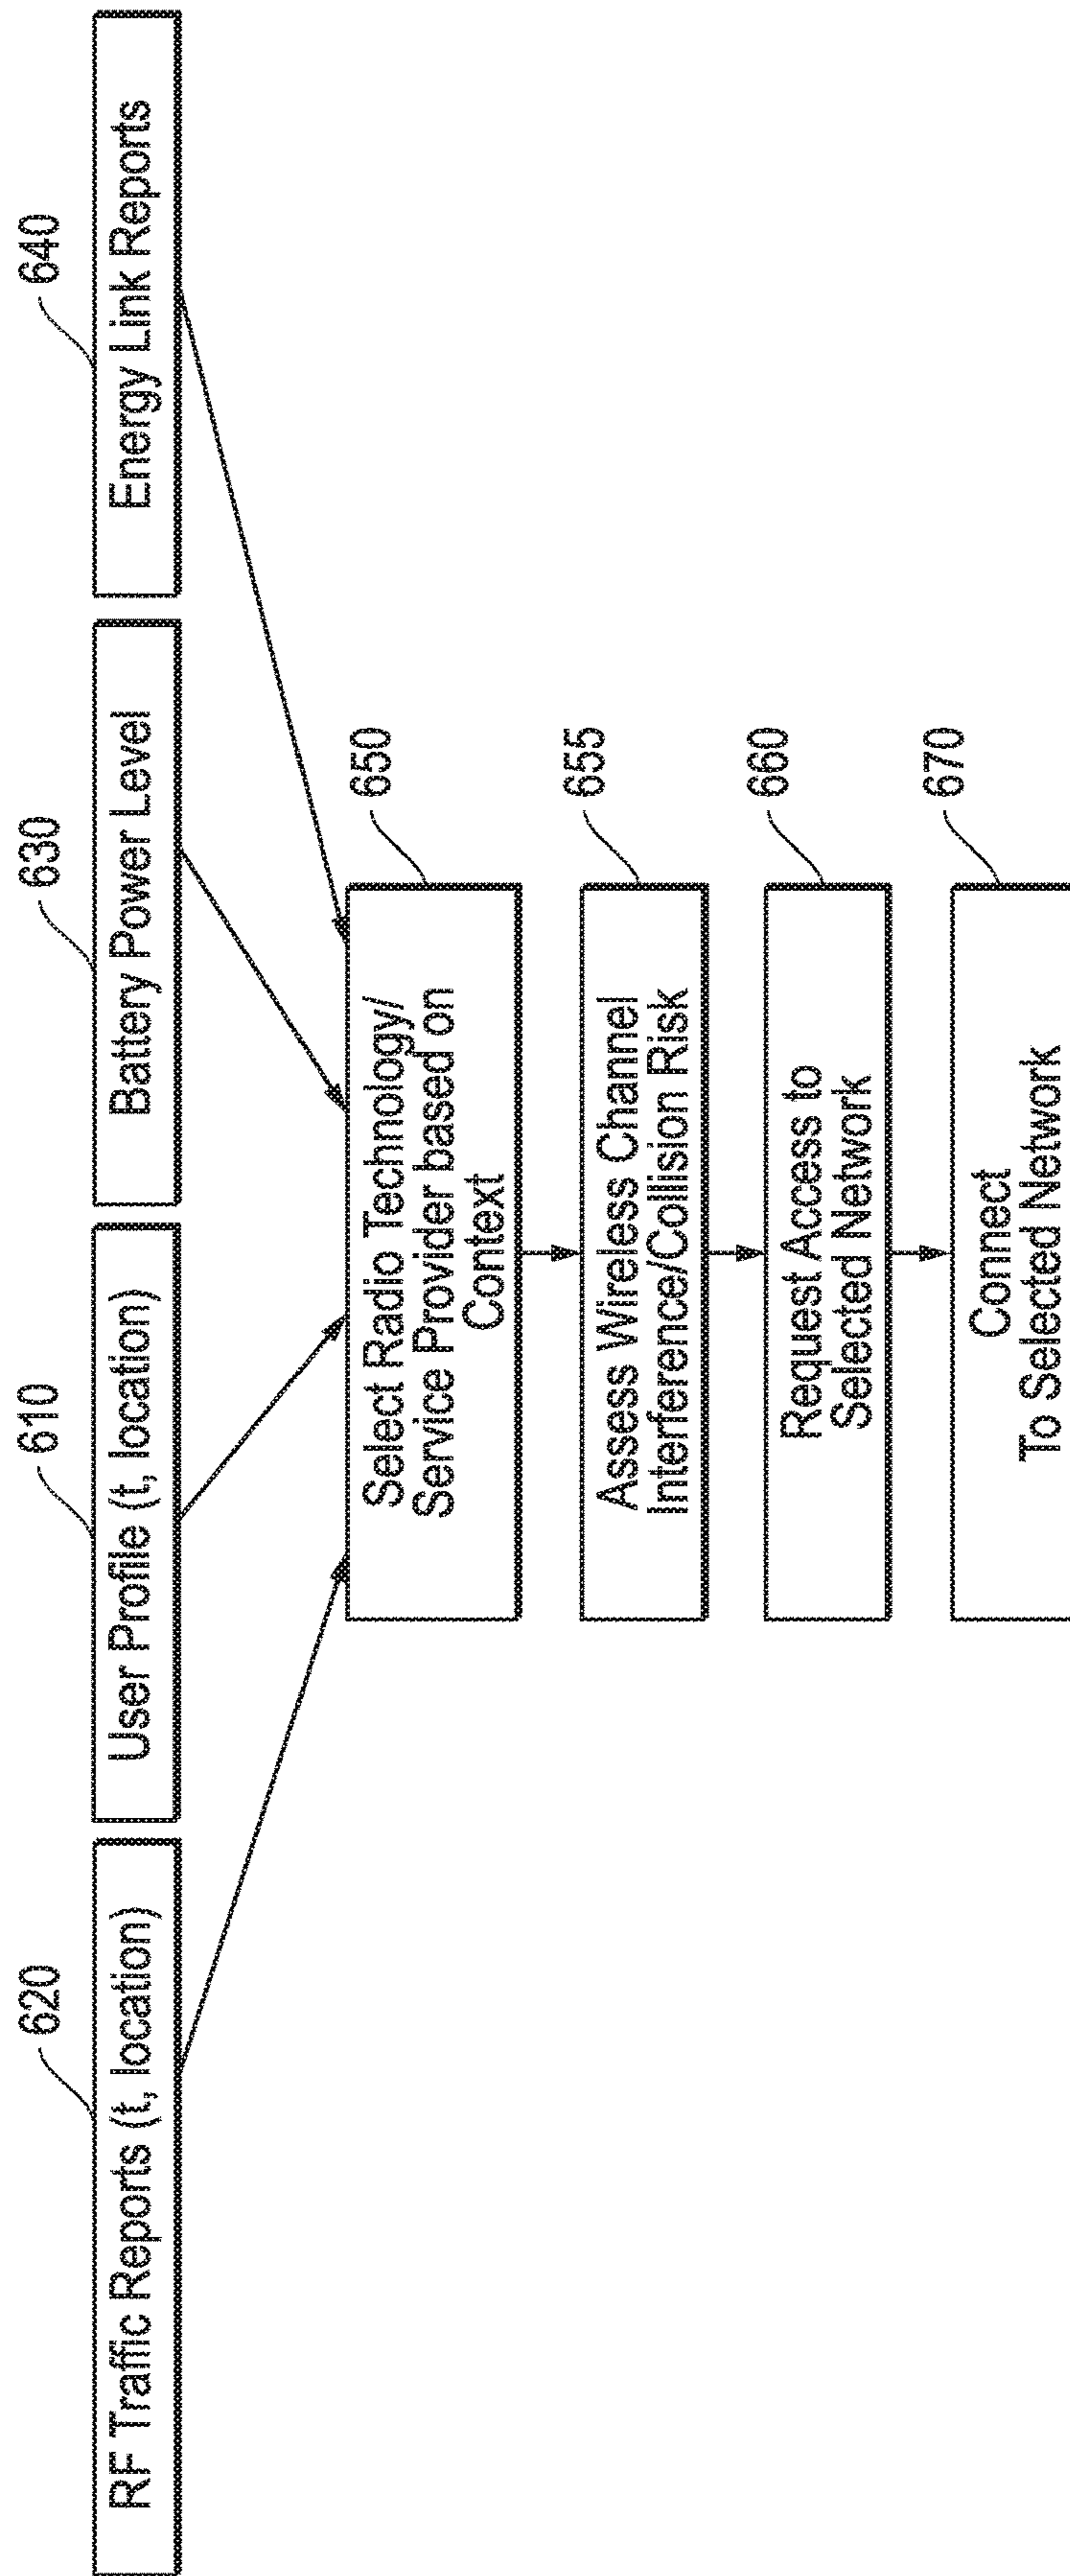 620
610
630
640
RF Traffic Reports (t, location)
User Profile (t, location)
Battery Power Level
Energy Link Reports
650
Select Radio Technology/
Service Provider based on
Context
655
Assess Wireless Channel
Interference/Collision Risk
660
Request Access to
Selected Network
670
Connect
To Selected Network